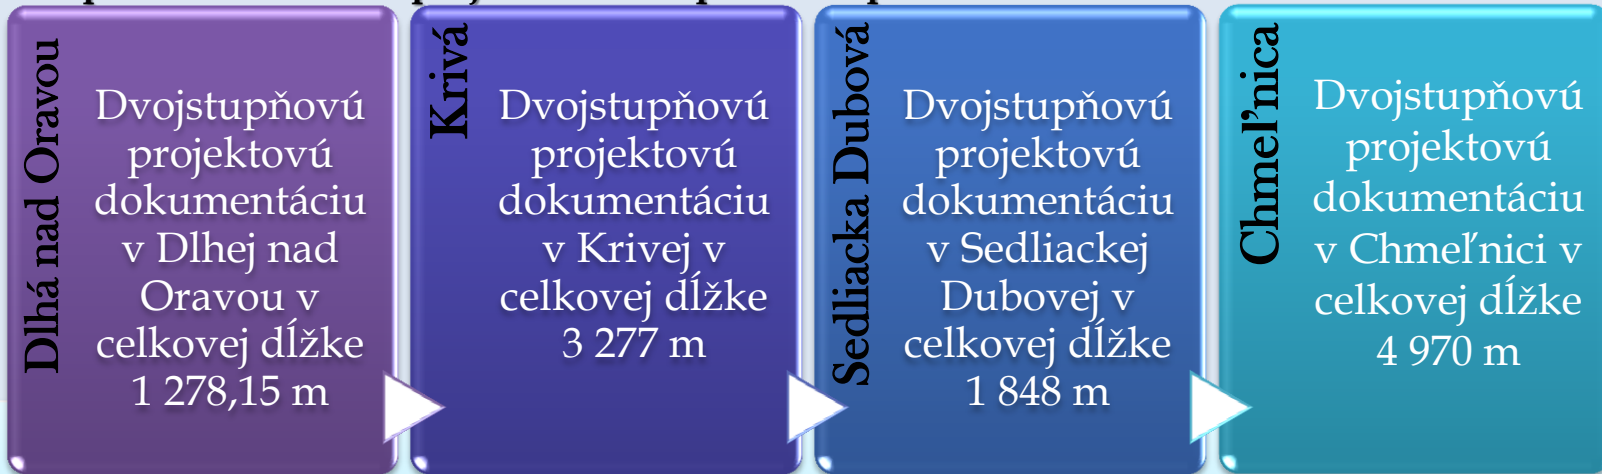 Dlhá nad Oravou
Dvojstupňovú
projektovú
dokumentáciu
v Dlhej nad
Oravou v
celkovej dĺžke
1 278,15 m
Krivá
Dvojstupňovú
projektovú
dokumentáciu
v Krivej v
celkovej dĺžke
3 277 m
Sedliacka Dubová
Dvojstupňovú
projektovú
dokumentáciu
v Sedliackej
Dubovej v
celkovej dĺžke
1 848 m
Chmeľnica
Dvojstupňovú
projektovú
dokumentáciu
v Chmeľnici v
celkovej dĺžke
4 970 m